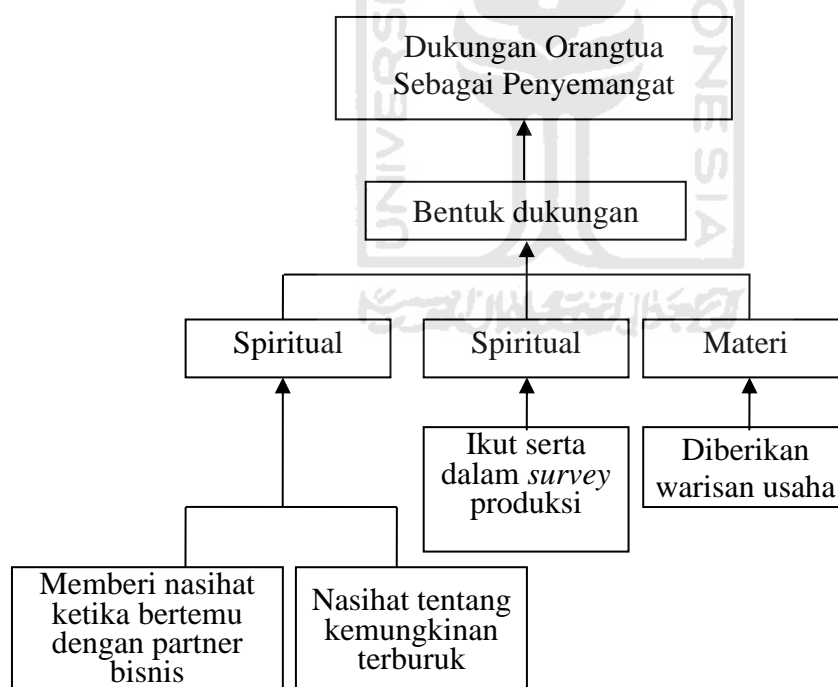 Dukungan Orangtua
Sebagai Penyemangat
Bentuk dukungan
Spiritual
Spiritual
Materi
Ikut serta
dalam survey
produksi
Diberikan
warisan usaha
Memberi nasihat
ketika bertemu
dengan partner
bisnis
Nasihat tentang
kemungkinan
terburuk